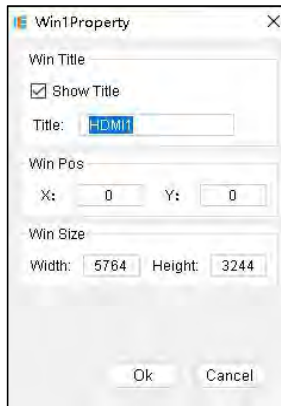 Win1Property
Win Title
Show Title
Title: HDMI1
Win Pos
X: 0 Y: 0
Win Size
Width: 5764 Height: 3244
Ok Cancel